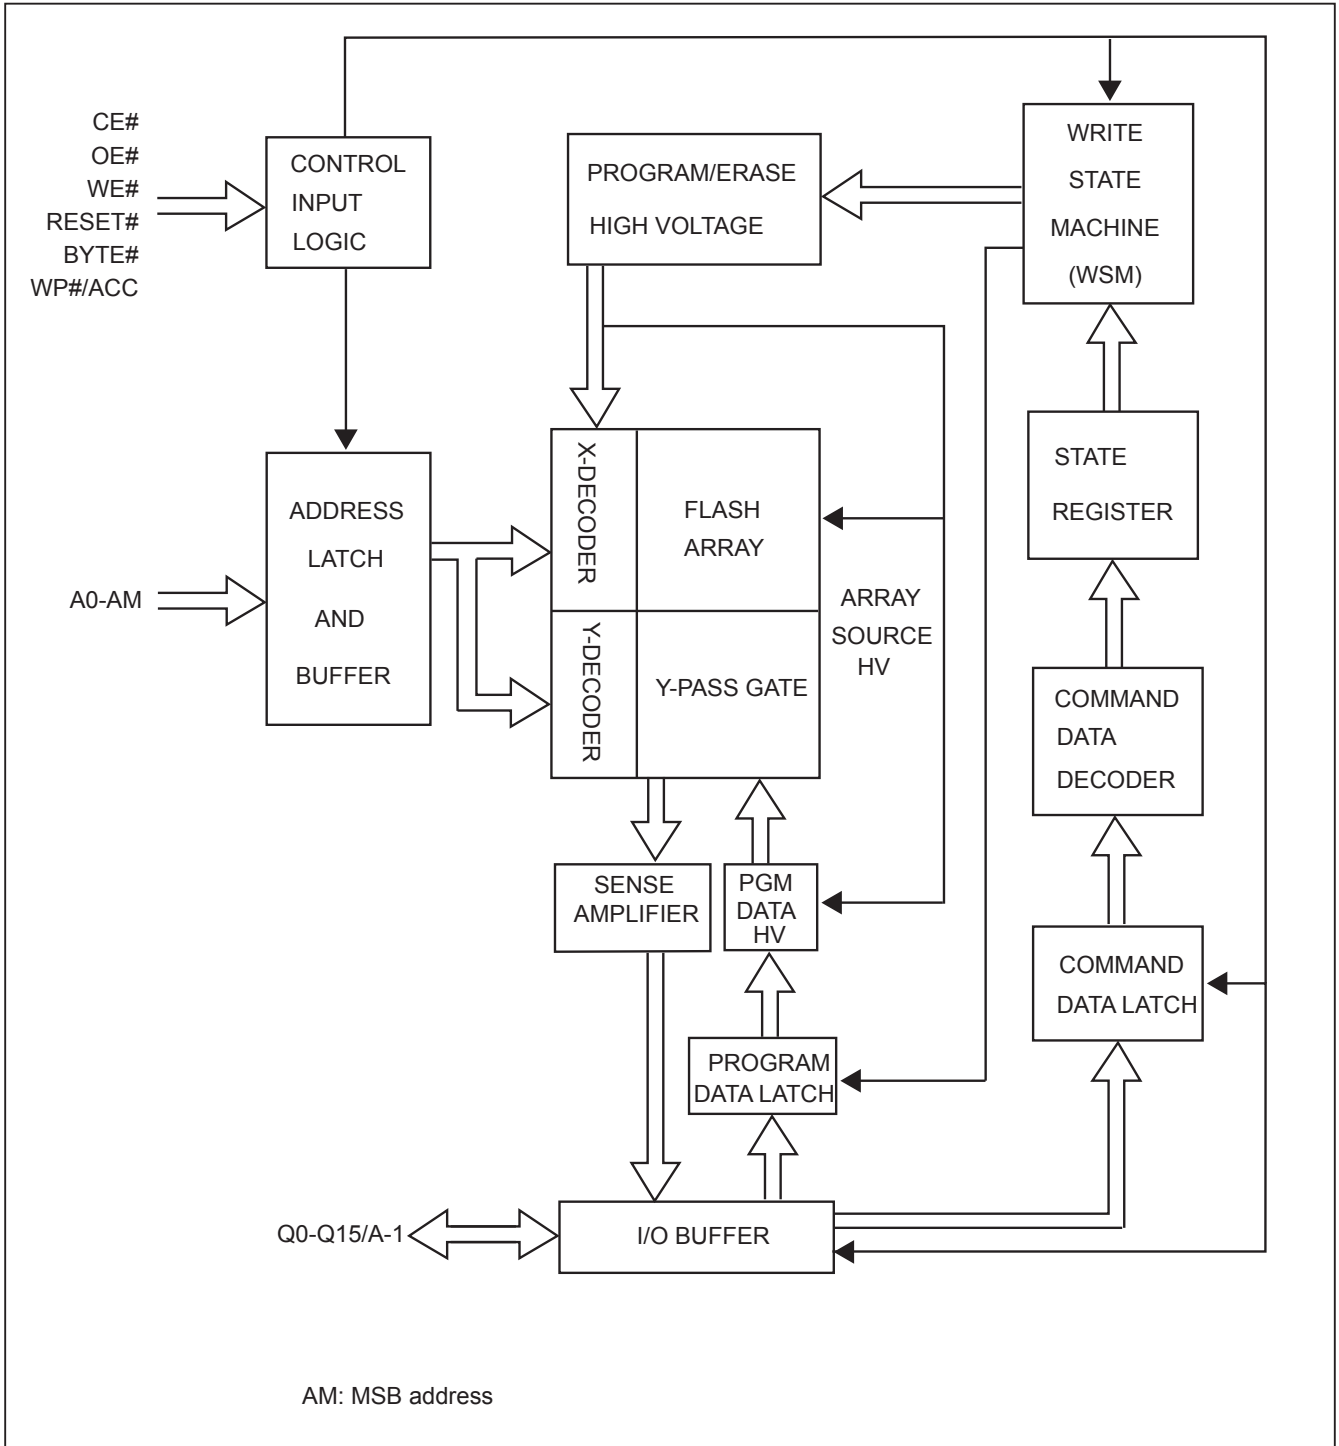 CE#
OE#
WE#
RESET#
BYTE#
WP#/ACC
CONTROL
INPUT
LOGIC
PROGRAM/ERASE
HIGH VOLTAGE
WRITE
STATE
MACHINE
(WSM)
STATE
REGISTER
ADDRESS
LATCH
AND
BUFFER
A0-AM
X-DECODER
FLASH
ARRAY
Y-DECODER
Y-PASS GATE
ARRAY
SOURCE
HV
COMMAND
DATA
DECODER
SENSE
AMPLIFIER
PGM
DATA
HV
COMMAND
DATA LATCH
PROGRAM
DATA LATCH
Q0-Q15/A-1
I/O BUFFER
AM: MSB address